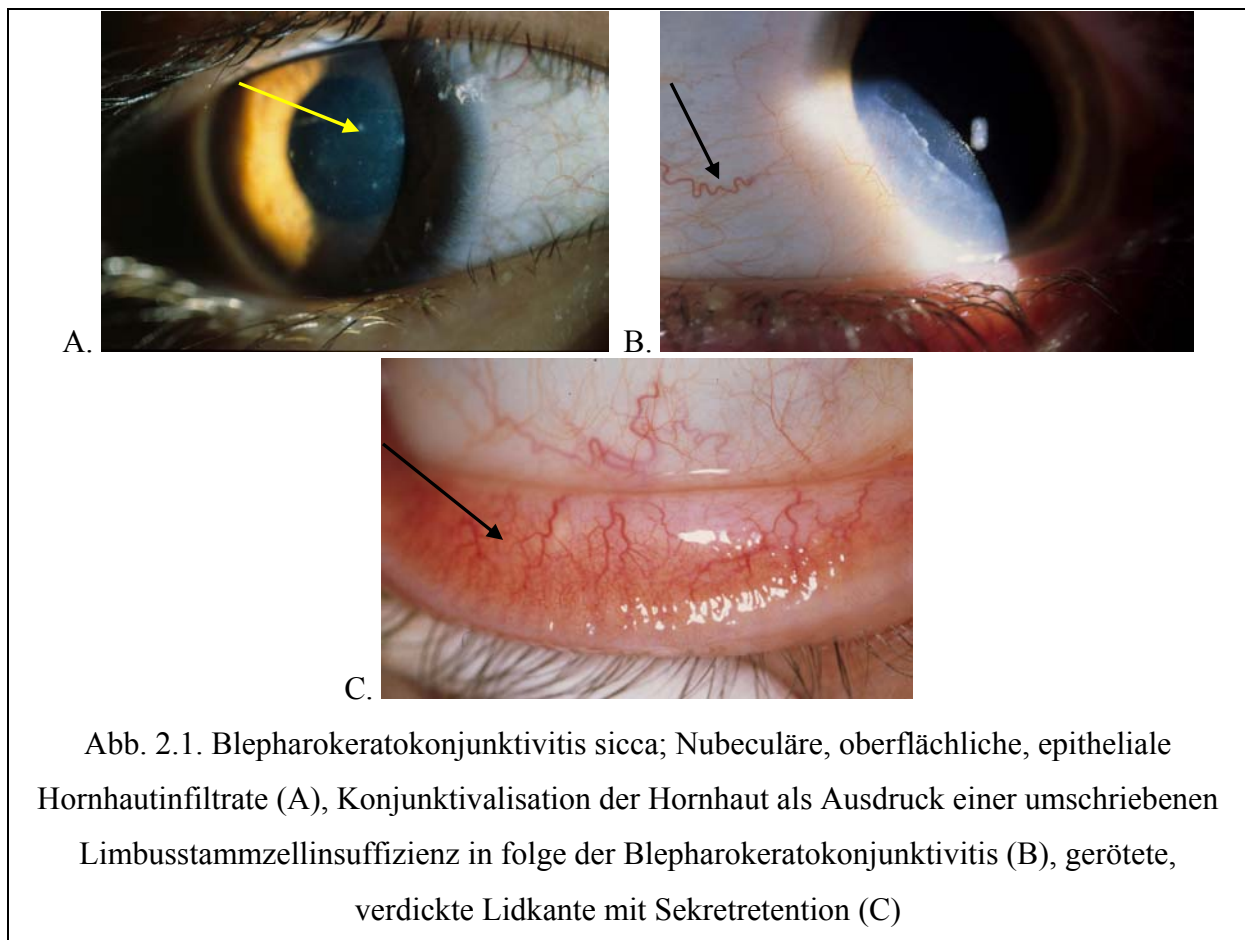 A.
B.
C.
Abb. 2.1. Blepharokeratokonjunktivitis sicca; Nubeculäre, oberflächliche, epitheliale
Hornhautinfiltrate (A), Konjunktivalisation der Hornhaut als Ausdruck einer umschriebenen
Limbusstammzellinsuffizienz in folge der Blepharokeratokonjunktivitis (B), gerötete,
verdickte Lidkante mit Sekretretention (C)